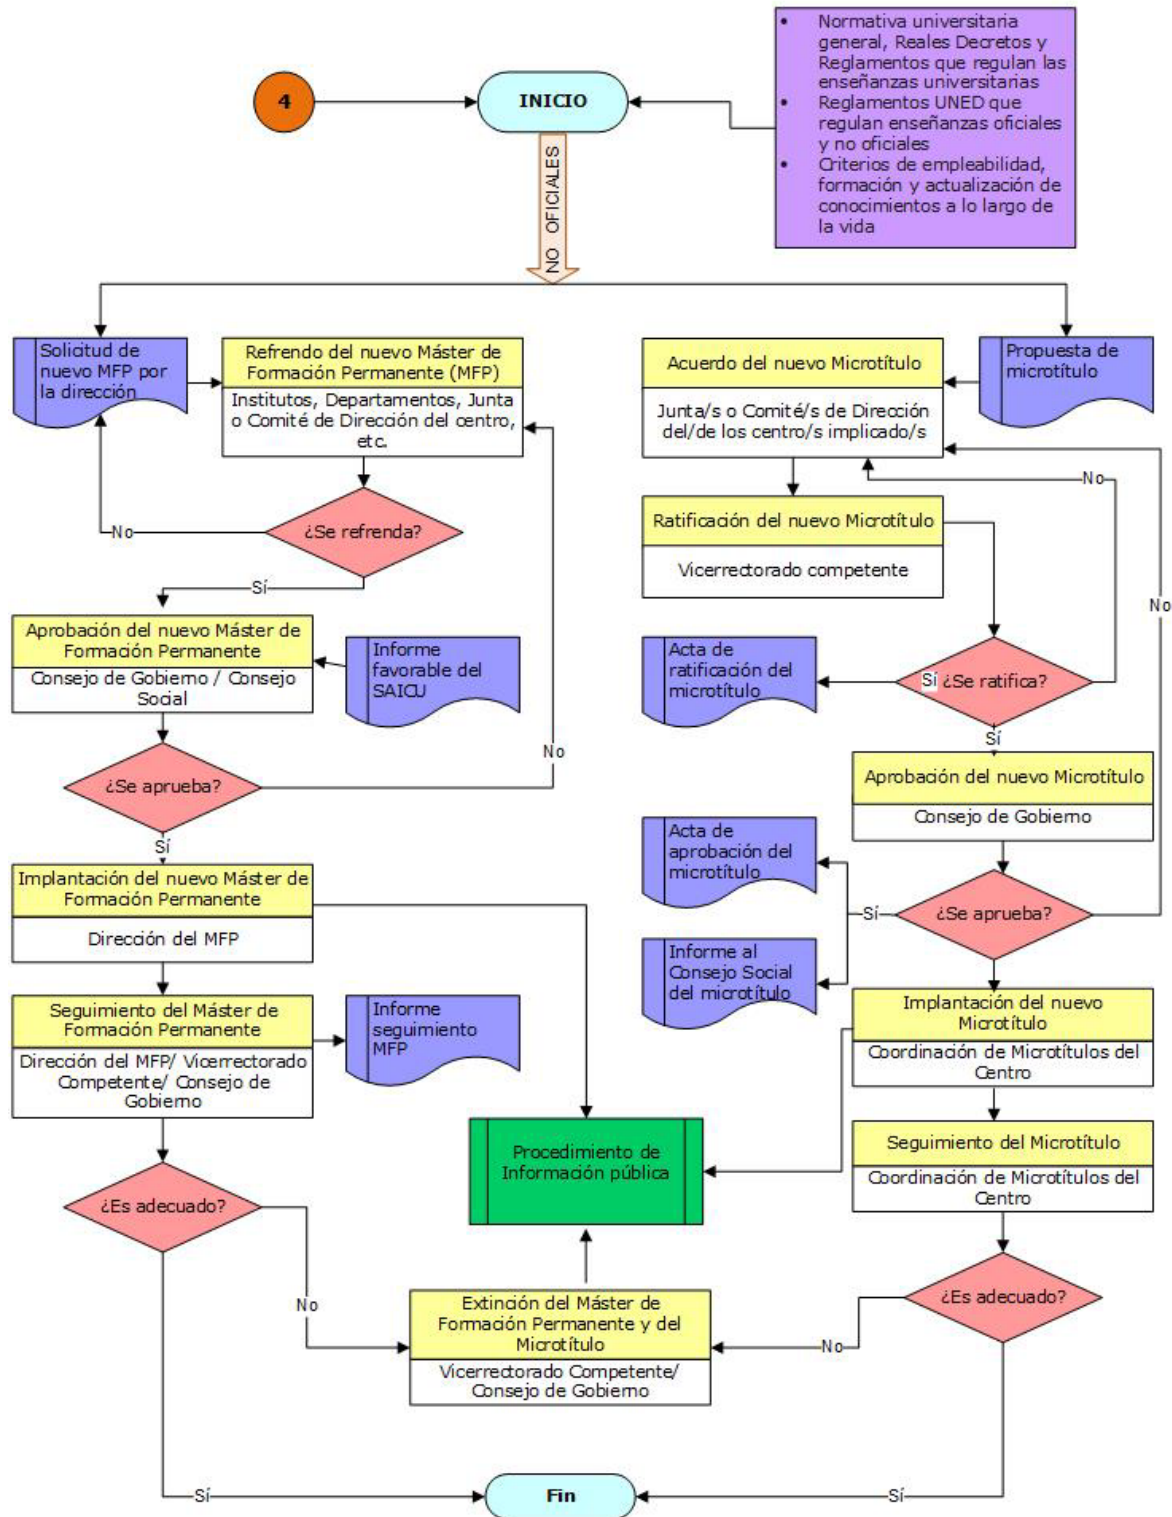 4
INICIO
• Normativa universitaria
general, Reales Decretos y
Reglamentos que regulan las
enseñanzas universitarias
• Reglamentos UNED que
regulan enseñanzas oficiales
y no oficiales
• Criterios de empleabilidad,
formación y actualización de
conocimientos a lo largo de
la vida
NO OFICIALES
Solicitud de
nuevo MFP por
la dirección
Refrendo del nuevo Máster de
Formación Permanente (MFP)
Institutos, Departamentos, Junta
o Comité de Dirección del centro,
etc.
¿Se refrenda?
No
Sí
Aprobación del nuevo Máster de
Formación Permanente
Consejo de Gobierno / Consejo
Social
Informe
favorable del
SAICU
¿Se aprueba?
No
Sí
Implantación del nuevo Máster de
Formación Permanente
Dirección del MFP
Seguimiento del Máster de
Formación Permanente
Dirección del MFP/ Vicerrectorado
Competente/ Consejo de
Gobierno
Informe
seguimiento
MFP
¿Es adecuado?
No
Sí
Acuerdo del nuevo Microtítulo
Junta/s o Comité/s de Dirección
del/de los centro/s implicado/s
Propuesta de
microtítulo
Ratificación del nuevo Microtítulo
Vicerrectorado competente
No
No
Acta de
ratificación del
microtítulo
Sí
¿Se ratifica?
Sí
Aprobación del nuevo Microtítulo
Consejo de Gobierno
Acta de
aprobación del
microtítulo
Sí
¿Se aprueba?
Informe al
Consejo Social
del microtítulo
Implantación del nuevo
Microtítulo
Coordinación de Microtítulos del
Centro
Seguimiento del Microtítulo
Coordinación de Microtítulos del
Centro
Procedimiento de
Información pública
¿Es adecuado?
No
Extinción del Máster de
Formación Permanente y del
Microtítulo
Vicerrectorado Competente/
Consejo de Gobierno
Fin
Sí